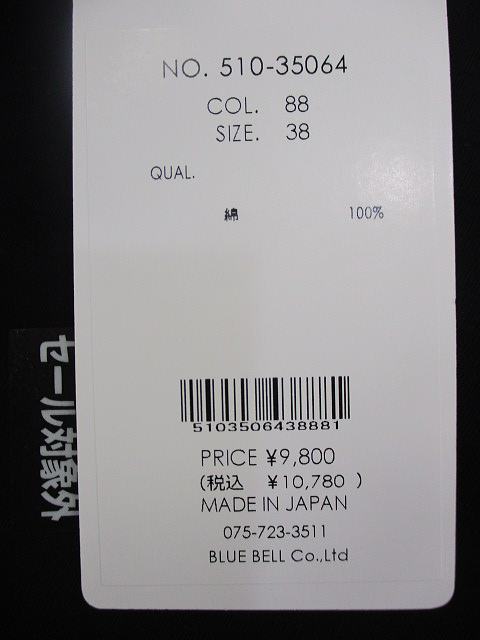 NO. 510-35064
COL. 88
SIZE. 38
QUAL.
綿 100%
5103506438881
PRICE ¥9,800
(税込 ¥10,780 )
MADE IN JAPAN
075-723-3511
BLUE BELL Co.,Ltd
セール対象外